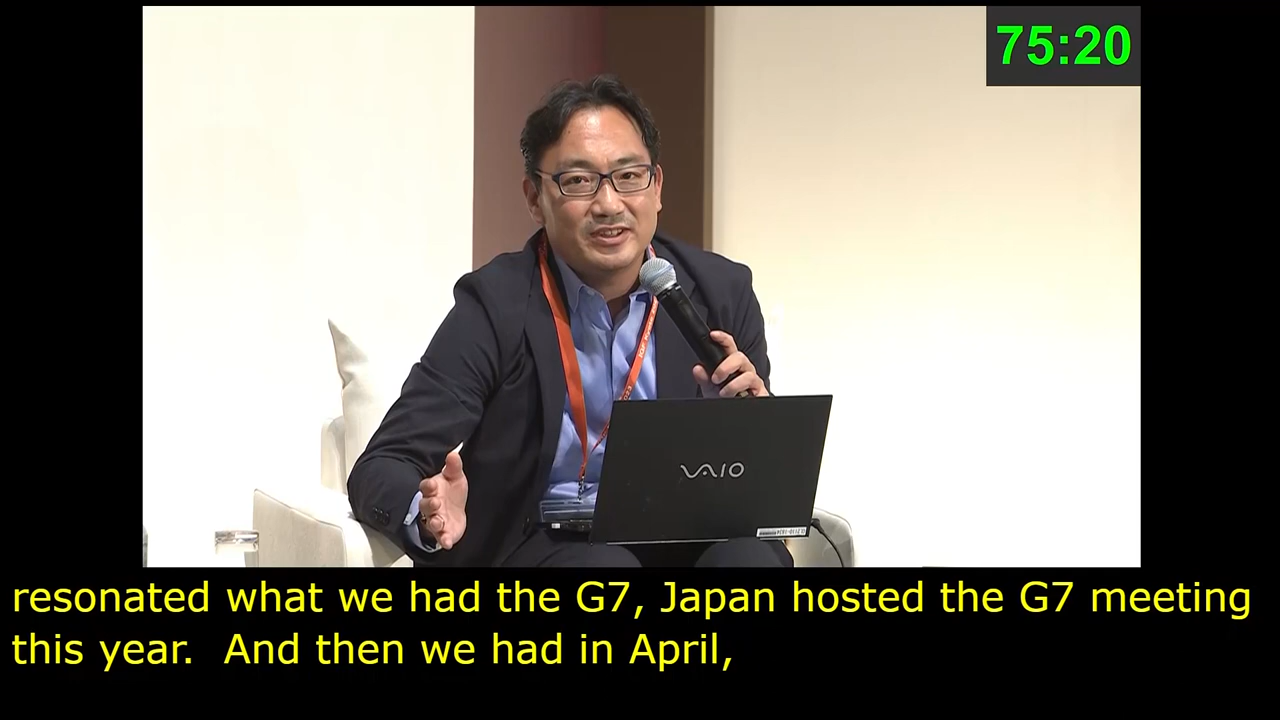 75:20
VAIO
resonated what we had the G7, Japan hosted the G7 meeting
this year.  And then we had in April,